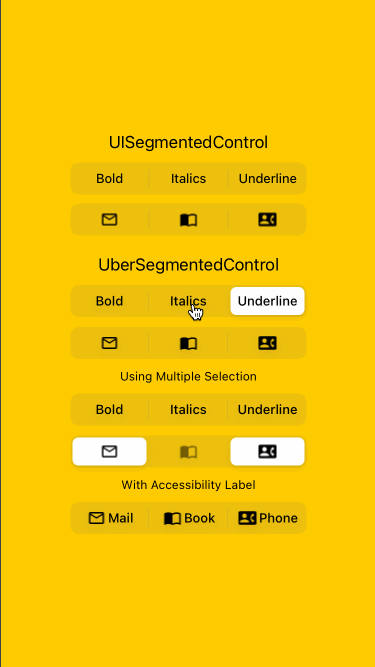 UISegmentedControl
Bold Italics Underline
UberSegmentedControl
Bold Italics Underline
Using Multiple Selection
Bold Italics Underline
With Accessibility Label
Mail Book Phone